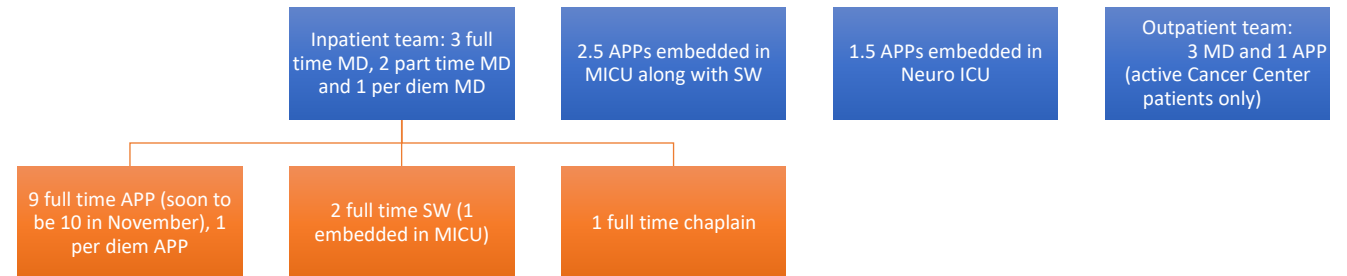 Inpatient team: 3 full
time MD, 2 part time MD
and 1 per diem MD
2.5 APPs embedded in
MICU along with SW
1.5 APPs embedded in
Neuro ICU
Outpatient team:
3 MD and 1 APP
(active Cancer Center
patients only)
9 full time APP (soon to
be 10 in November), 1
per diem APP
2 full time SW (1
embedded in MICU)
1 full time chaplain